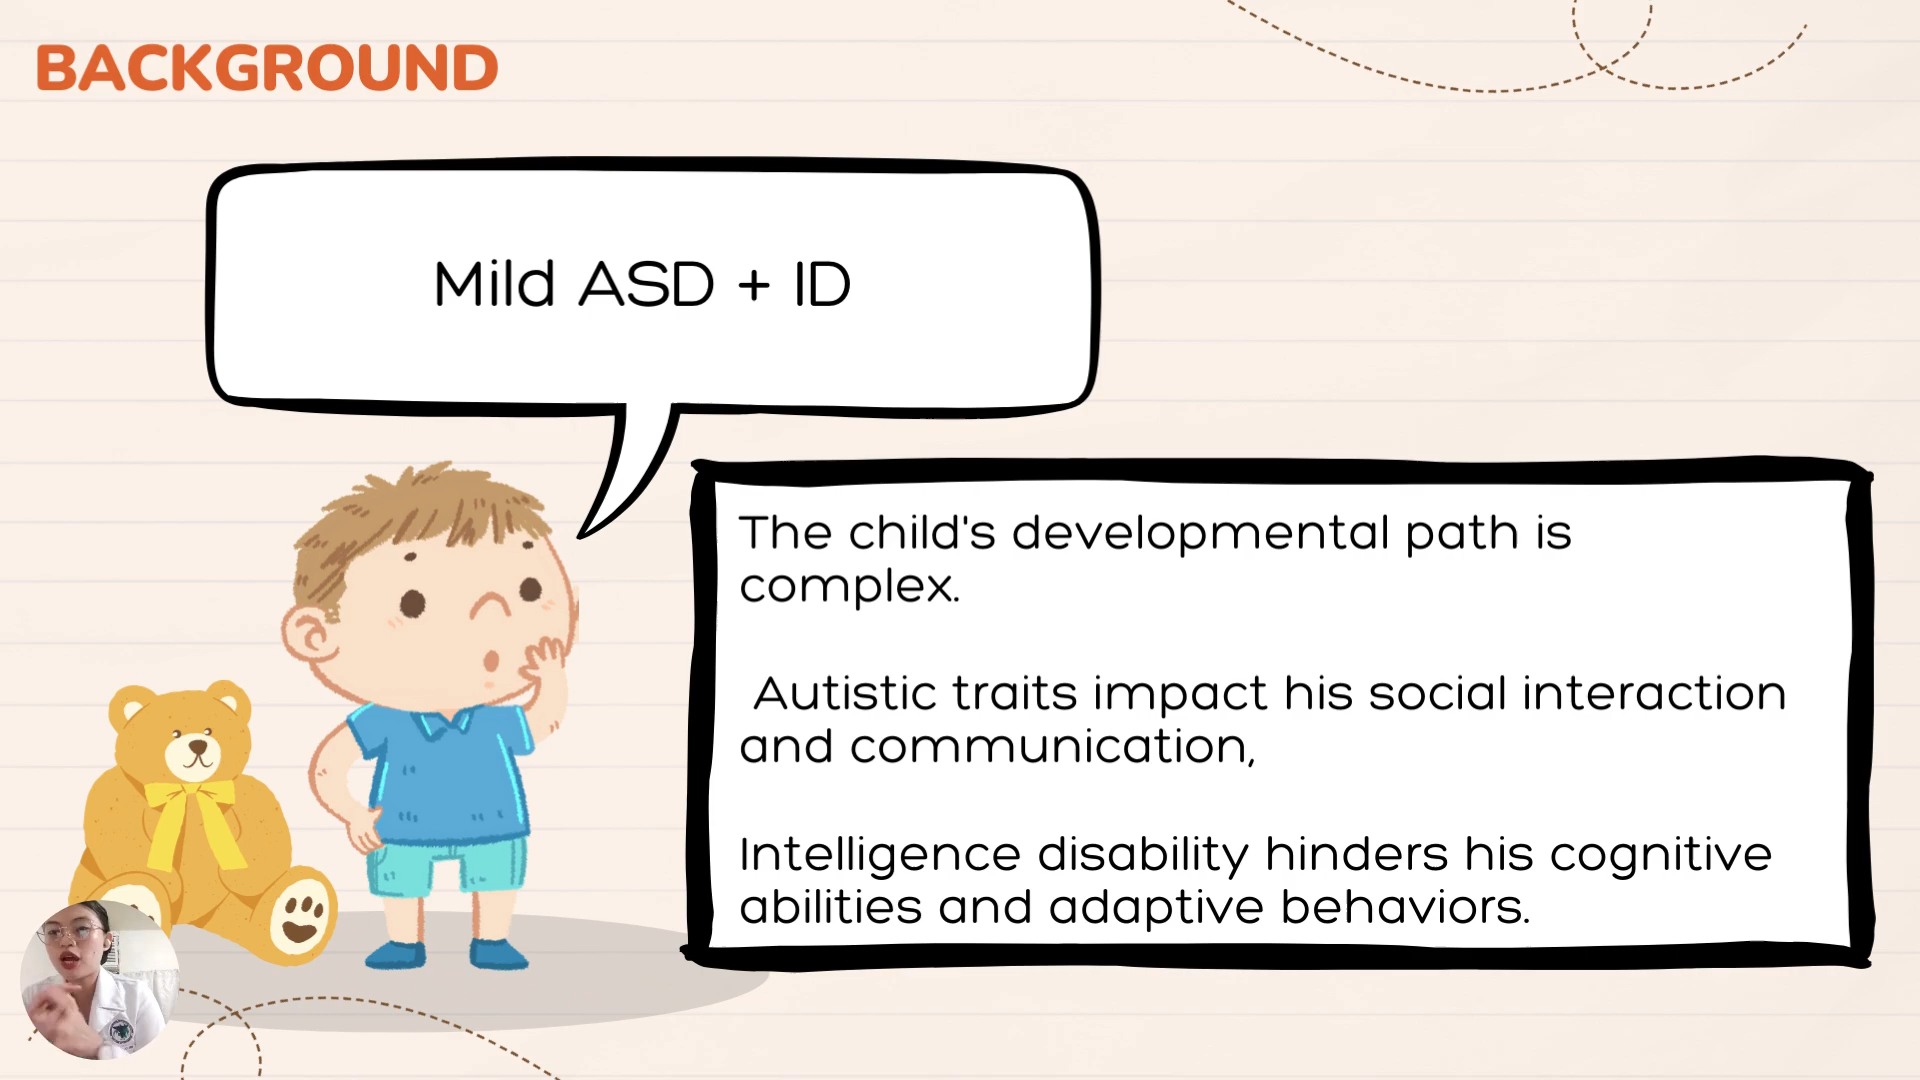 BACKGROUND
Mild ASD + ID
The child's developmental path is
complex.
Autistic traits impact his social interaction
and communication,
Intelligence disability hinders his cognitive
abilities and adaptive behaviors.